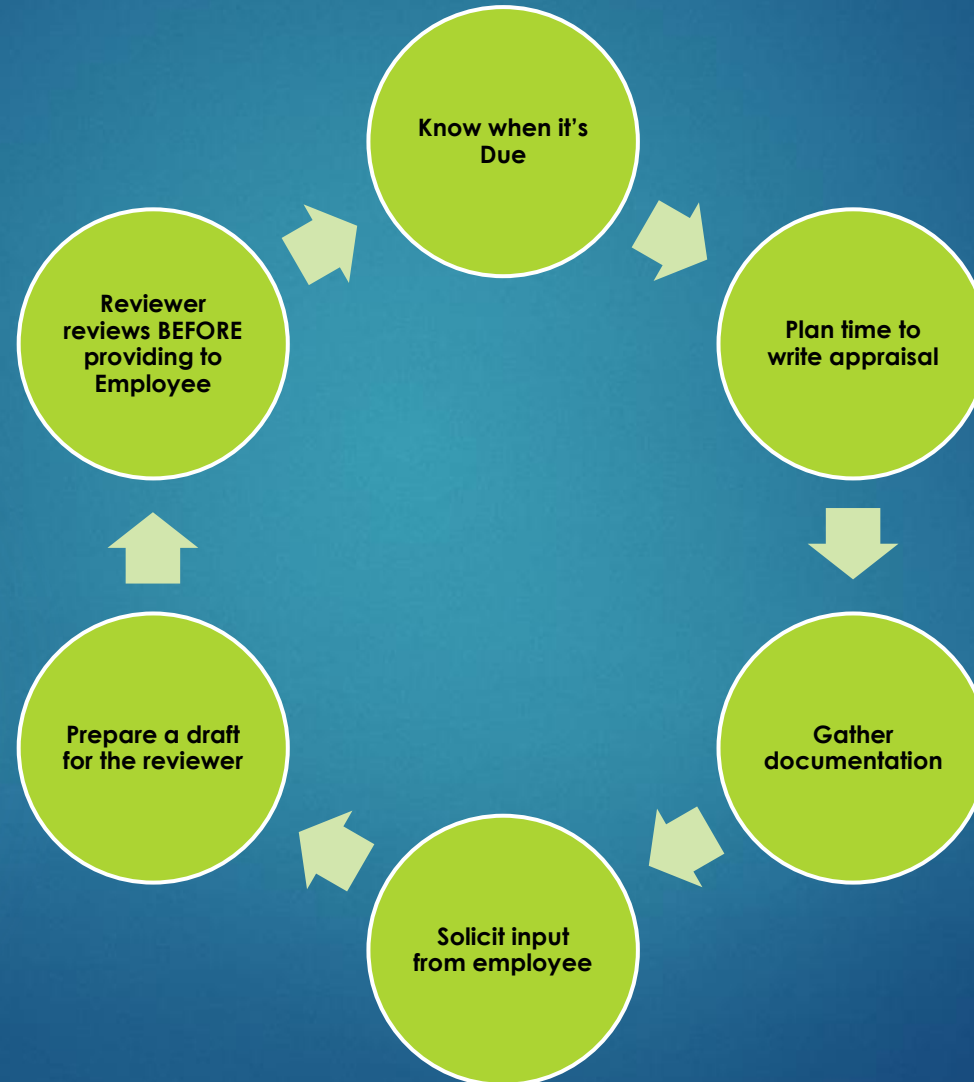 Know when it’s
Due
Plan time to
write appraisal
Gather
documentation
Solicit input
from employee
Prepare a draft
for the reviewer
Reviewer
reviews BEFORE
providing to
Employee